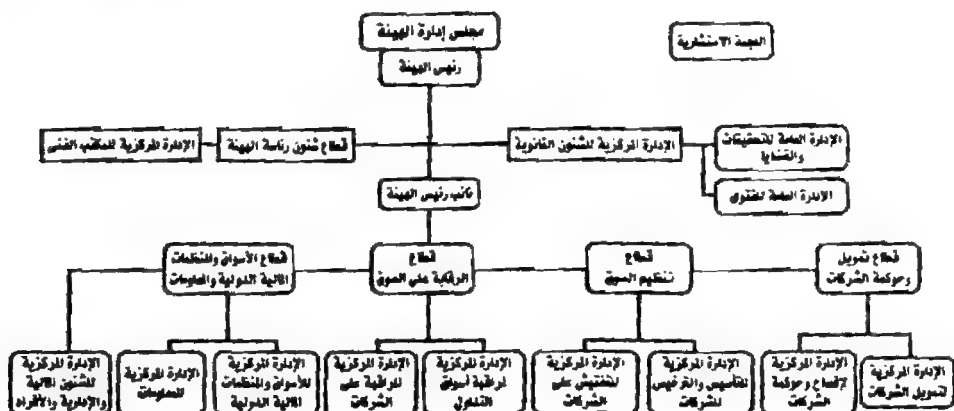 مجلس إدارة الهيئة
اللجنة الاستشارية
رئيس الهيئة
الإدارة العامة للتحقيقات
والقضايا
الإدارة المركزية للشئون القانونية
قطاع شئون رئاسة الهيئة
الإدارة المركزية للمكتب الفنى
الإدارة العامة للفتوى
نائب رئيس الهيئة
قطاع تمويل
وحوكمة الشركات
قطاع
تنظيم السوق
قطاع
الرقابة على السوق
قطاع الأسواق والمنظمات
المالية الدولية والمعلومات
الإدارة المركزية
لتمويل الشركات
الإدارة المركزية
لإفصاح وحوكمة
الشركات
الإدارة المركزية
للتأسيس والترخيص
للشركات
الإدارة المركزية
للتفتيش على
الشركات
الإدارة المركزية
لمراقبة أسواق
التداول
الإدارة المركزية
للرقابة على
الشركات
الإدارة المركزية
للأسواق والمنظمات
المالية الدولية
الإدارة المركزية
للمعلومات
الإدارة المركزية
للشئون المالية
والإدارية والأفراد